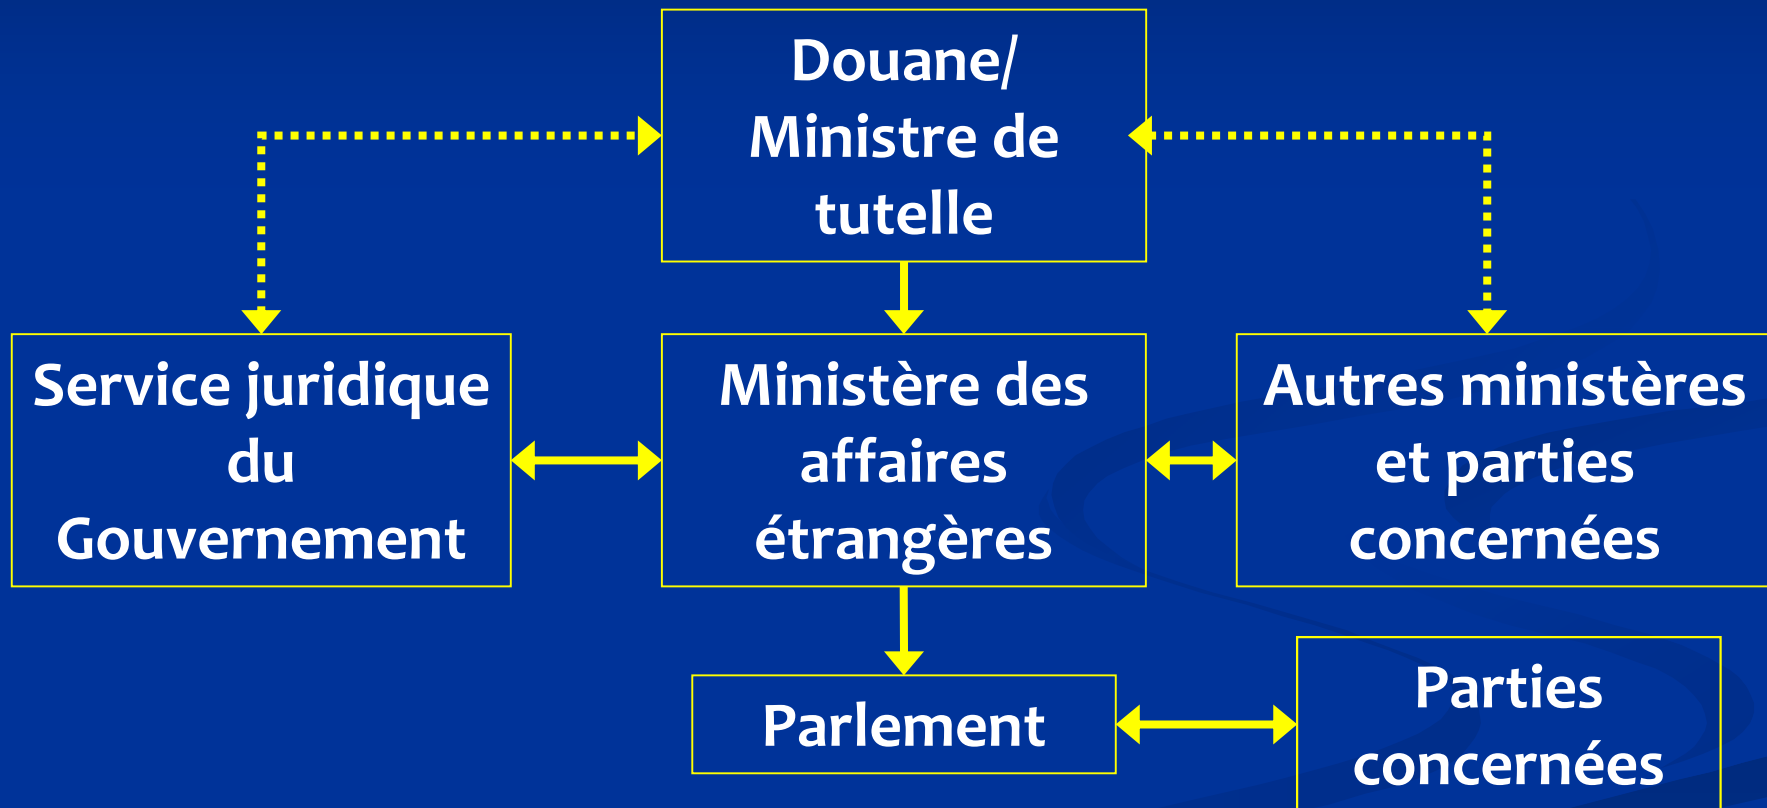 Douane/
Ministre de
tutelle
Service juridique
du
Gouvernement
Ministère des
affaires
étrangères
Autres ministères
et parties
concernées
Parlement
Parties
concernées